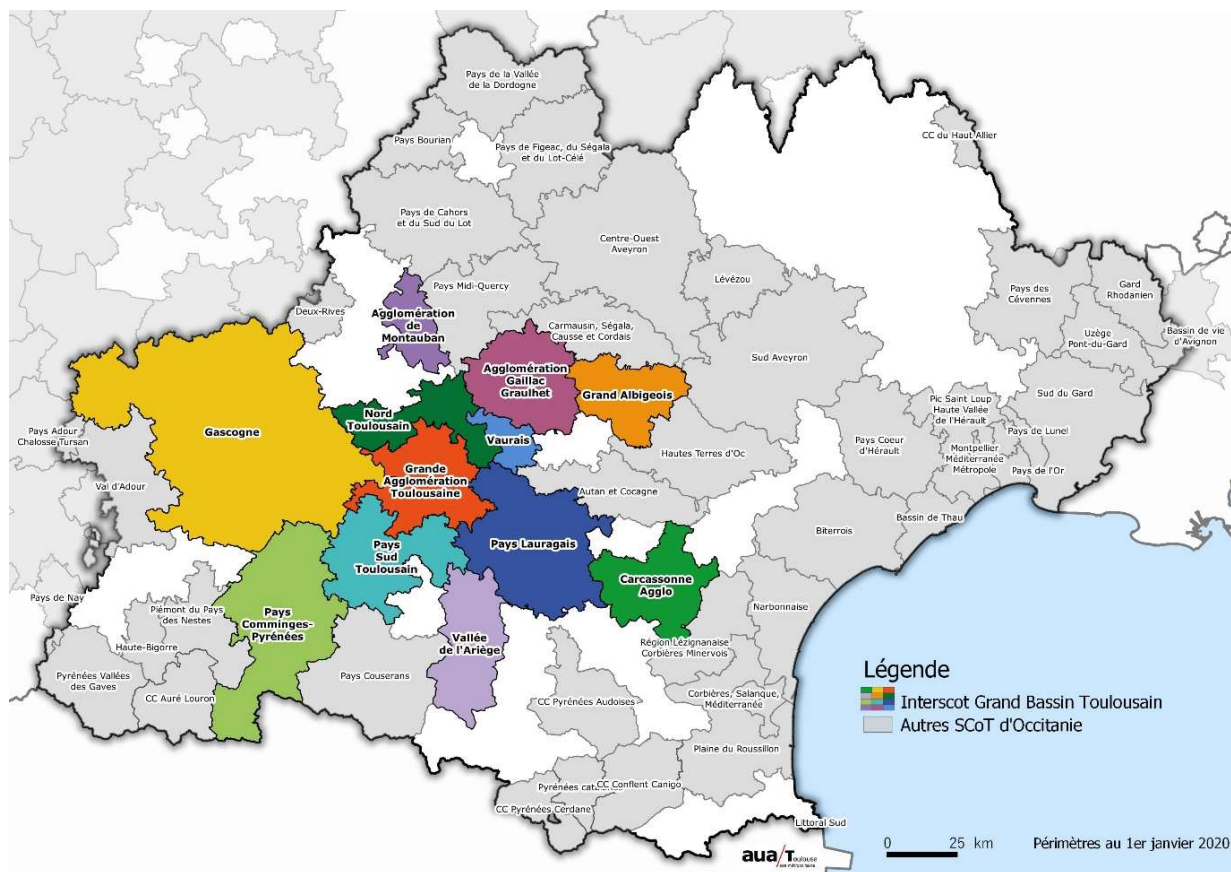 Pays de la Vallée
de la Dordogne
CC du Haut Allier
Pays Bourian
Pays de Figeac, du Ségala
et du Lot-Célé
Pays de Cahors
et du Sud du Lot
Centre-Ouest
Aveyron
Lévézou
Pays des
Cévennes
Gard
Rhodanien
Pays Midi-Quercy
Deux-Rives
Agglomération
de
Montauban
Carmausin, Ségala,
Causse et Cordais
Uzège
Pont-du-Gard
Bassin de vie
d'Avignon
Sud Aveyron
Agglomération
Gaillac
Graulhet
Grand Albigeois
Sud du Gard
Pic Saint Loup
Haute Vallée
de l'Hérault
Nord
Toulousain
Gascogne
Vaurais
Pays Adour
Chalosse Tursan
Pays de Lunel
Pays Coeur
d'Hérault
Montpellier
Méditerranée
Métropole
Hautes Terres d'Oc
Pays de l'Or
Grande
Agglomération
Toulousaine
Val d'Adour
Autan et Cocagne
Bassin de Thau
Biterrois
Pays
Sud
Toulousain
Pays Lauragais
Carcassonne
Agglo
Pays de Nay
Piémont du Pays
des Nestes
Narbonnaise
Pays
Comminges-
Pyrénées
Vallée
de l'Ariège
Haute-Bigorre
Région Lézignanaise
Corbières Minervois
Pyrénées Vallées
des Gaves
Pays Couserans
CC Auré Louron
CC Pyrénées Audoises
Corbières, Salanque,
Méditerranée
Plaine du Roussillon
Pyrénées
CC Conflent Canigo
CC Pyrénées Cerdane
Littoral Sud
Légende
Interscot Grand Bassin Toulousain
Autres SCoT d'Occitanie
0 25 km
Périmètres au 1er janvier 2020
aua/Toulouse